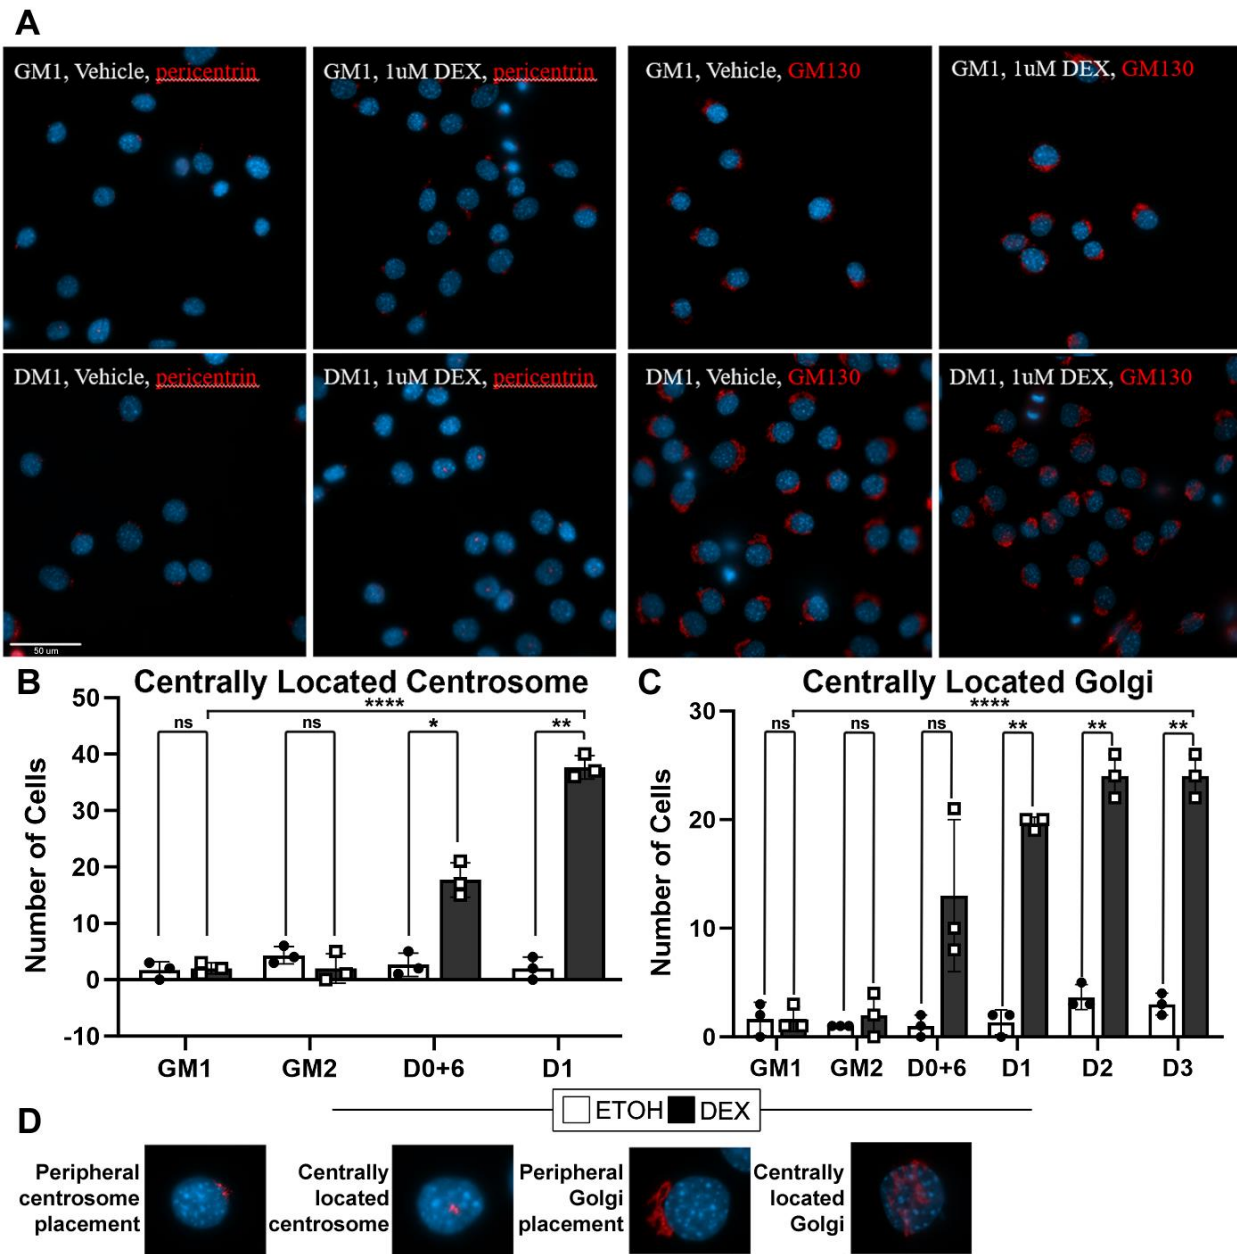 A
GM1, Vehicle, pericentrin
GM1, 1uM DEX, pericentrin
GM1, Vehicle, GM130
GM1, 1uM DEX, GM130
DM1, Vehicle, pericentrin
DM1, 1uM DEX, pericentrin
DM1, Vehicle, GM130
DM1, 1uM DEX, GM130
50 um
B
Centrally Located Centrosome
Number of Cells
50
40
30
20
10
0
-10
ns
ns
*
**
****
GM1
GM2
D0+6
D1
C
Centrally Located Golgi
Number of Cells
30
20
10
0
ns
ns
ns
**
**
**
****
GM1
GM2
D0+6
D1
D2
D3
ETOH
DEX
D
Peripheral
centrosome
placement
Centrally
located
centrosome
Peripheral
Golgi
placement
Centrally
located
Golgi